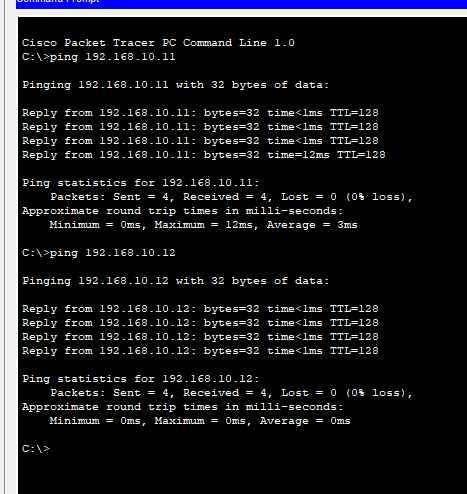 Command Prompt
Cisco Packet Tracer PC Command Line 1.0
C:\>ping 192.168.10.11
Pinging 192.168.10.11 with 32 bytes of data:
Reply from 192.168.10.11: bytes=32 time<1ms TTL=128
Reply from 192.168.10.11: bytes=32 time<1ms TTL=128
Reply from 192.168.10.11: bytes=32 time<1ms TTL=128
Reply from 192.168.10.11: bytes=32 time=12ms TTL=128
Ping statistics for 192.168.10.11:
Packets: Sent = 4, Received = 4, Lost = 0 (0% loss),
Approximate round trip times in milli-seconds:
Minimum = 0ms, Maximum = 12ms, Average = 3ms
C:\>ping 192.168.10.12
Pinging 192.168.10.12 with 32 bytes of data:
Reply from 192.168.10.12: bytes=32 time<1ms TTL=128
Reply from 192.168.10.12: bytes=32 time<1ms TTL=128
Reply from 192.168.10.12: bytes=32 time<1ms TTL=128
Reply from 192.168.10.12: bytes=32 time<1ms TTL=128
Ping statistics for 192.168.10.12:
Packets: Sent = 4, Received = 4, Lost = 0 (0% loss),
Approximate round trip times in milli-seconds:
Minimum = 0ms, Maximum = 0ms, Average = 0ms
C:\>